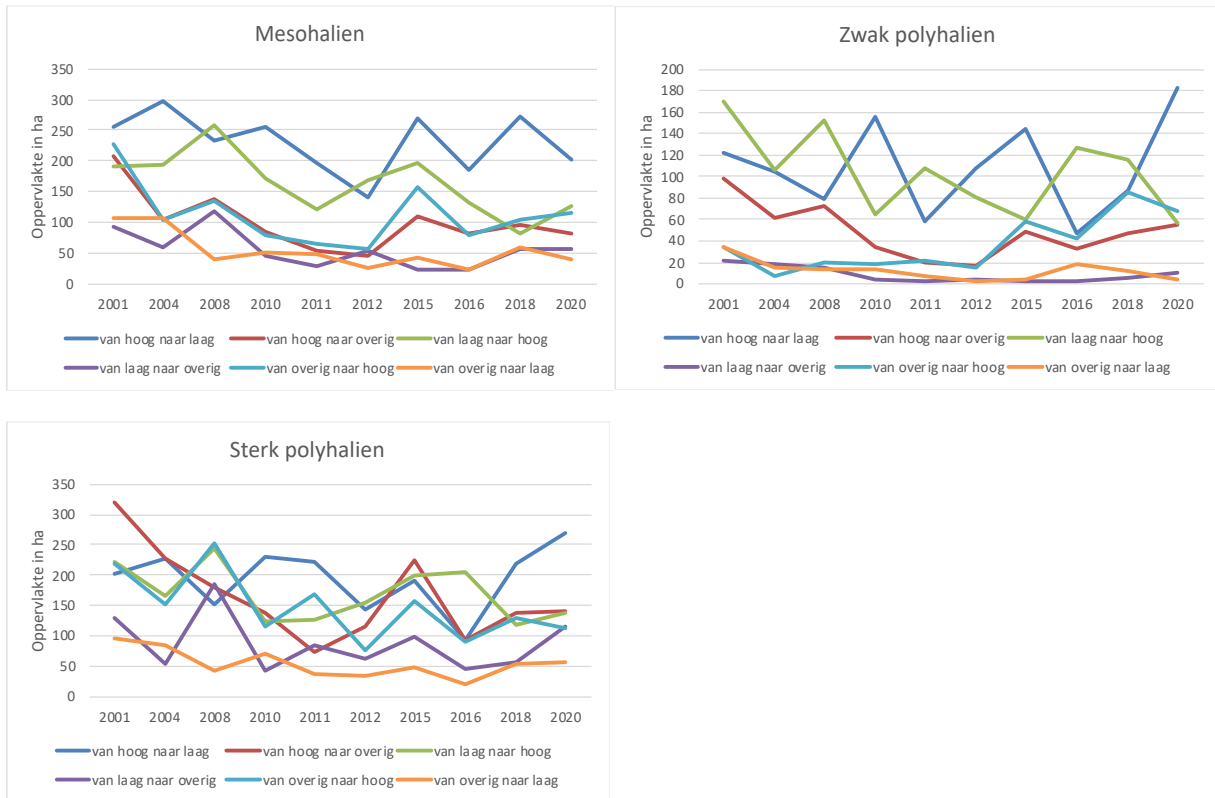 Mesohalien
Oppervlakte in ha
350
300
250
200
150
100
50
0
2001 2004 2008 2010 2011 2012 2015 2016 2018 2020
van hoog naar laag van hoog naar overig van laag naar hoog
van laag naar overig van overig naar hoog van overig naar laag
Zwak polyhalien
Oppervlakte in ha
200
180
160
140
120
100
80
60
40
20
0
2001 2004 2008 2010 2011 2012 2015 2016 2018 2020
van hoog naar laag van hoog naar overig van laag naar hoog
van laag naar overig van overig naar hoog van overig naar laag
Sterk polyhalien
Oppervlakte in ha
350
300
250
200
150
100
50
0
2001 2004 2008 2010 2011 2012 2015 2016 2018 2020
van hoog naar laag van hoog naar overig van laag naar hoog
van laag naar overig van overig naar hoog van overig naar laag